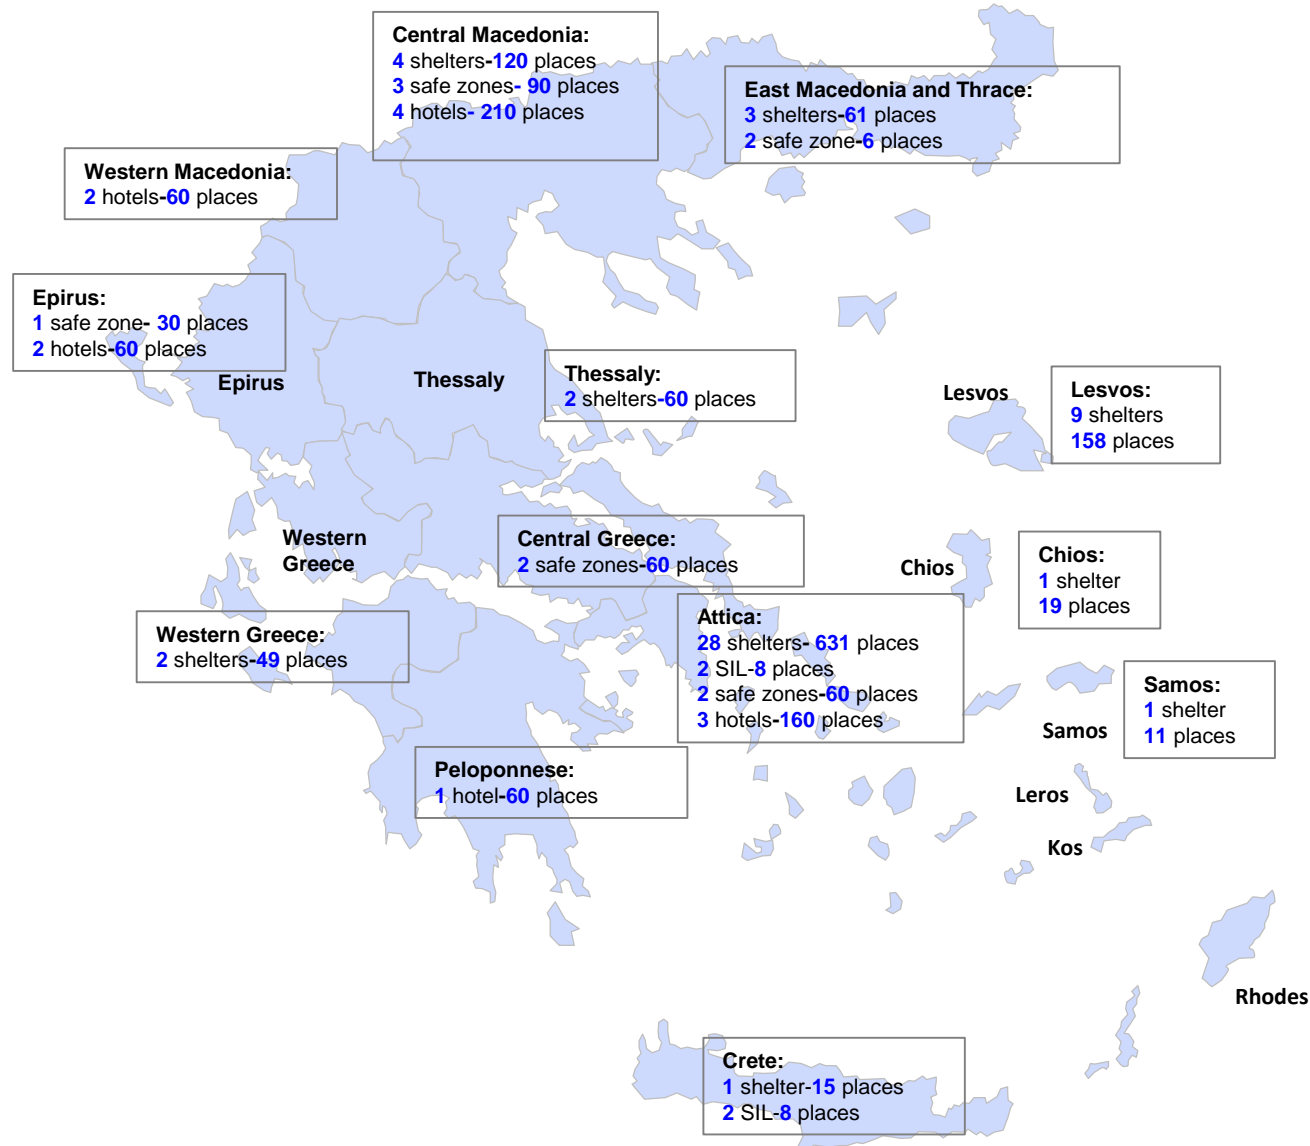 Central Macedonia:
4 shelters-120 places
3 safe zones- 90 places
4 hotels- 210 places
East Macedonia and Thrace:
3 shelters-61 places
2 safe zone-6 places
Western Macedonia:
2 hotels-60 places
Epirus:
1 safe zone- 30 places
2 hotels-60 places
Epirus
Thessaly
Thessaly:
2 shelters-60 places
Lesvos
Lesvos:
9 shelters
158 places
Western
Greece
Central Greece:
2 safe zones-60 places
Chios
Chios:
1 shelter
19 places
Western Greece:
2 shelters-49 places
Attica:
28 shelters- 631 places
2 SIL-8 places
2 safe zones-60 places
3 hotels-160 places
Samos
Samos:
1 shelter
11 places
Peloponnese:
1 hotel-60 places
Leros
Kos
Rhodes
Crete:
1 shelter-15 places
2 SIL-8 places